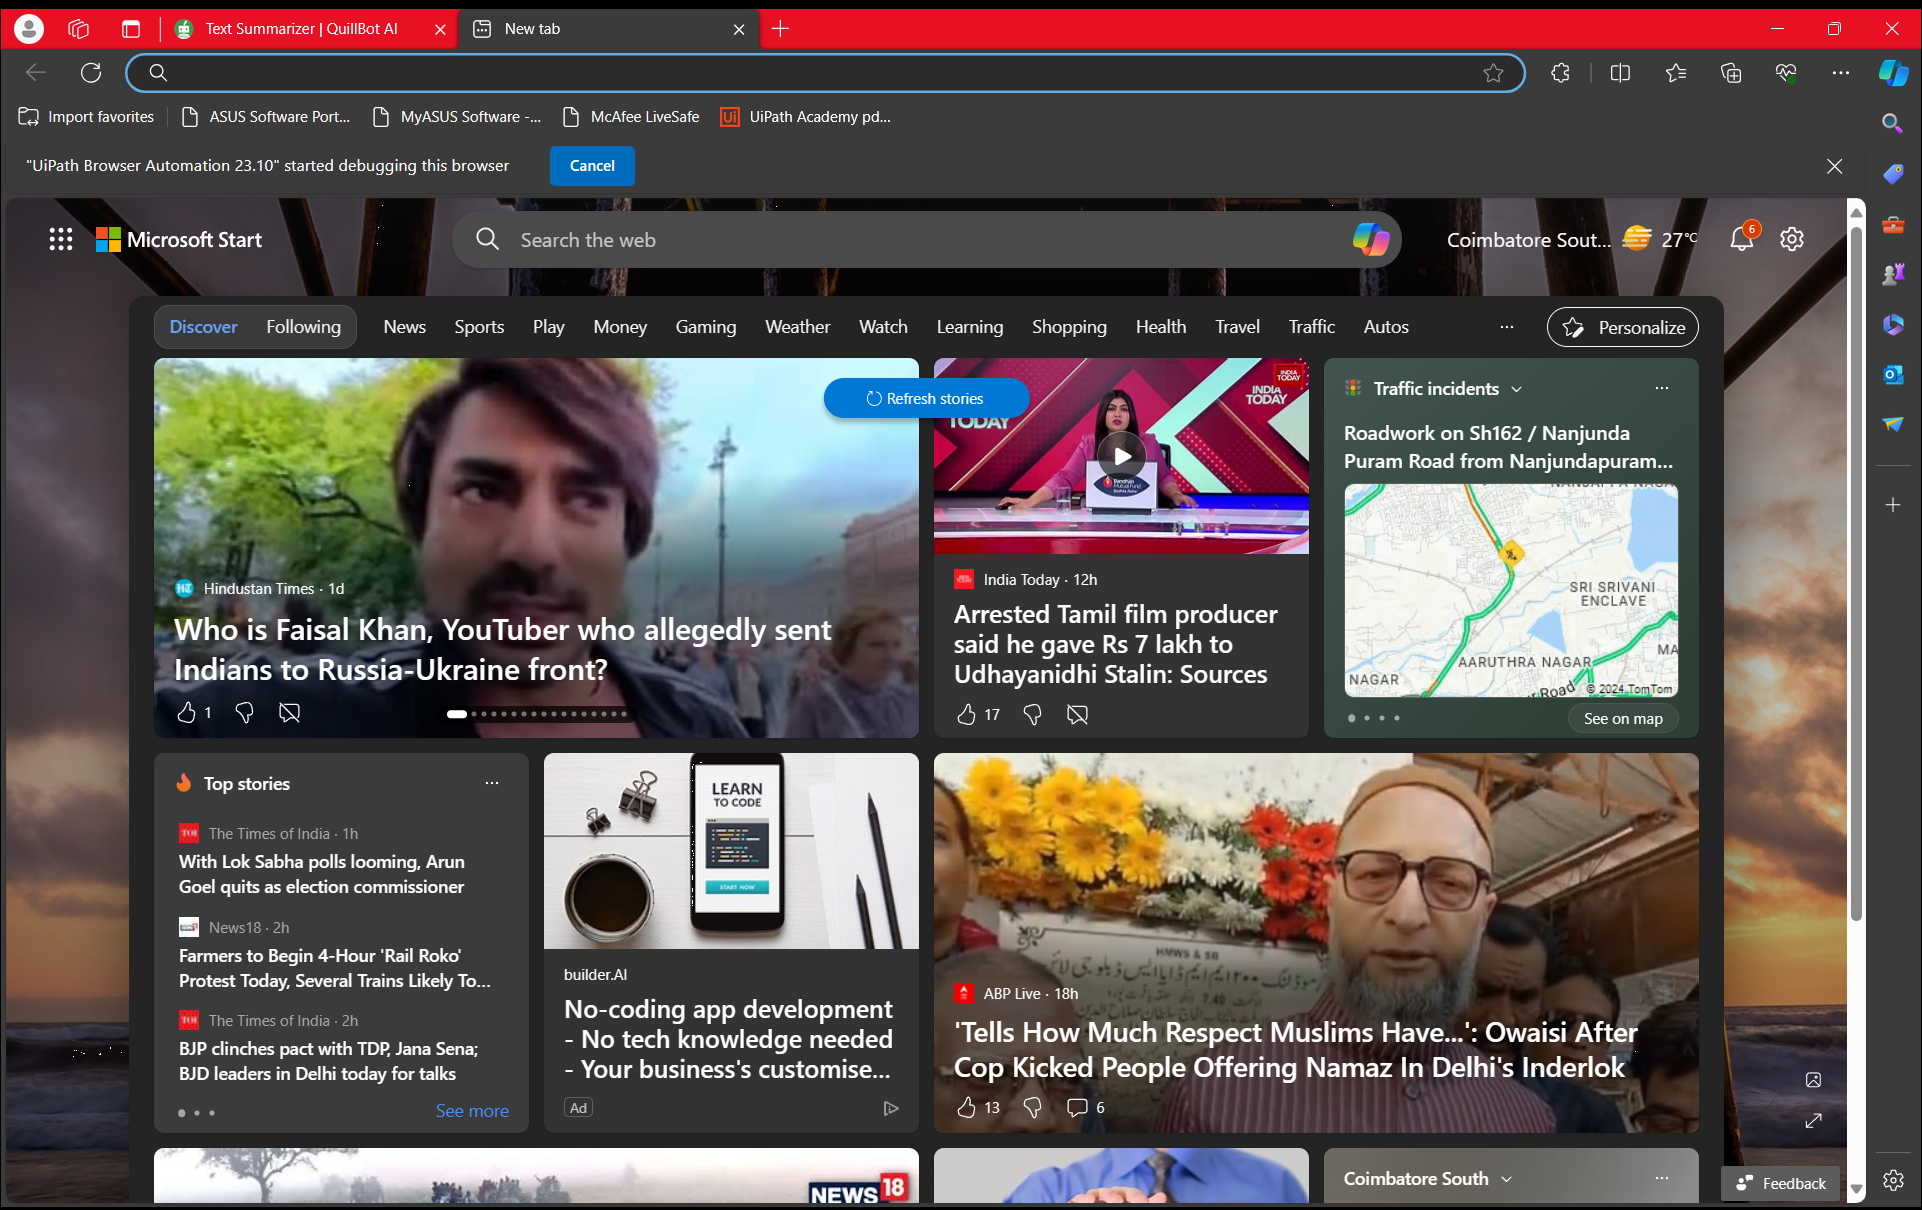 Text Summarizer | QuillBot AI
New tab
Import favorites
ASUS Software Port...
MyASUS Software -...
McAfee LiveSafe
Ui
UiPath Academy pd...
"UiPath Browser Automation 23.10" started debugging this browser
Cancel
Microsoft Start
Search the web
Coimbatore Sout...
27°C
6
Discover
Following
News
Sports
Play
Money
Gaming
Weather
Watch
Learning
Shopping
Health
Travel
Traffic
Autos
...
Personalize
Refresh stories
Hindustan Times · 1d
Who is Faisal Khan, YouTuber who allegedly sent
Indians to Russia-Ukraine front?
1
INDIA
TODAY
INDIA
TODAY
TODAY
India Today · 12h
Arrested Tamil film producer
said he gave Rs 7 lakh to
Udhayanidhi Stalin: Sources
17
Traffic incidents
Roadwork on Sh162 / Nanjunda
Puram Road from Nanjundapuram...
SRI SRIVANI
ENCLAVE
AARUTHRA NAGAR
MA
NAGAR
Road
© 2024 TomTom
See on map
Top stories
TOI
The Times of India · 1h
With Lok Sabha polls looming, Arun
Goel quits as election commissioner
News18 · 2h
Farmers to Begin 4-Hour 'Rail Roko'
Protest Today, Several Trains Likely To...
TOI
The Times of India · 2h
BJP clinches pact with TDP, Jana Sena;
BJD leaders in Delhi today for talks
See more
LEARN
TO CODE
START NOW
builder.AI
No-coding app development
- No tech knowledge needed
- Your business's customise...
Ad
HMWS & SB
ABP Live · 18h
'Tells How Much Respect Muslims Have...': Owaisi After
Cop Kicked People Offering Namaz In Delhi's Inderlok
13
6
NEWS 18
Coimbatore South
Feedback